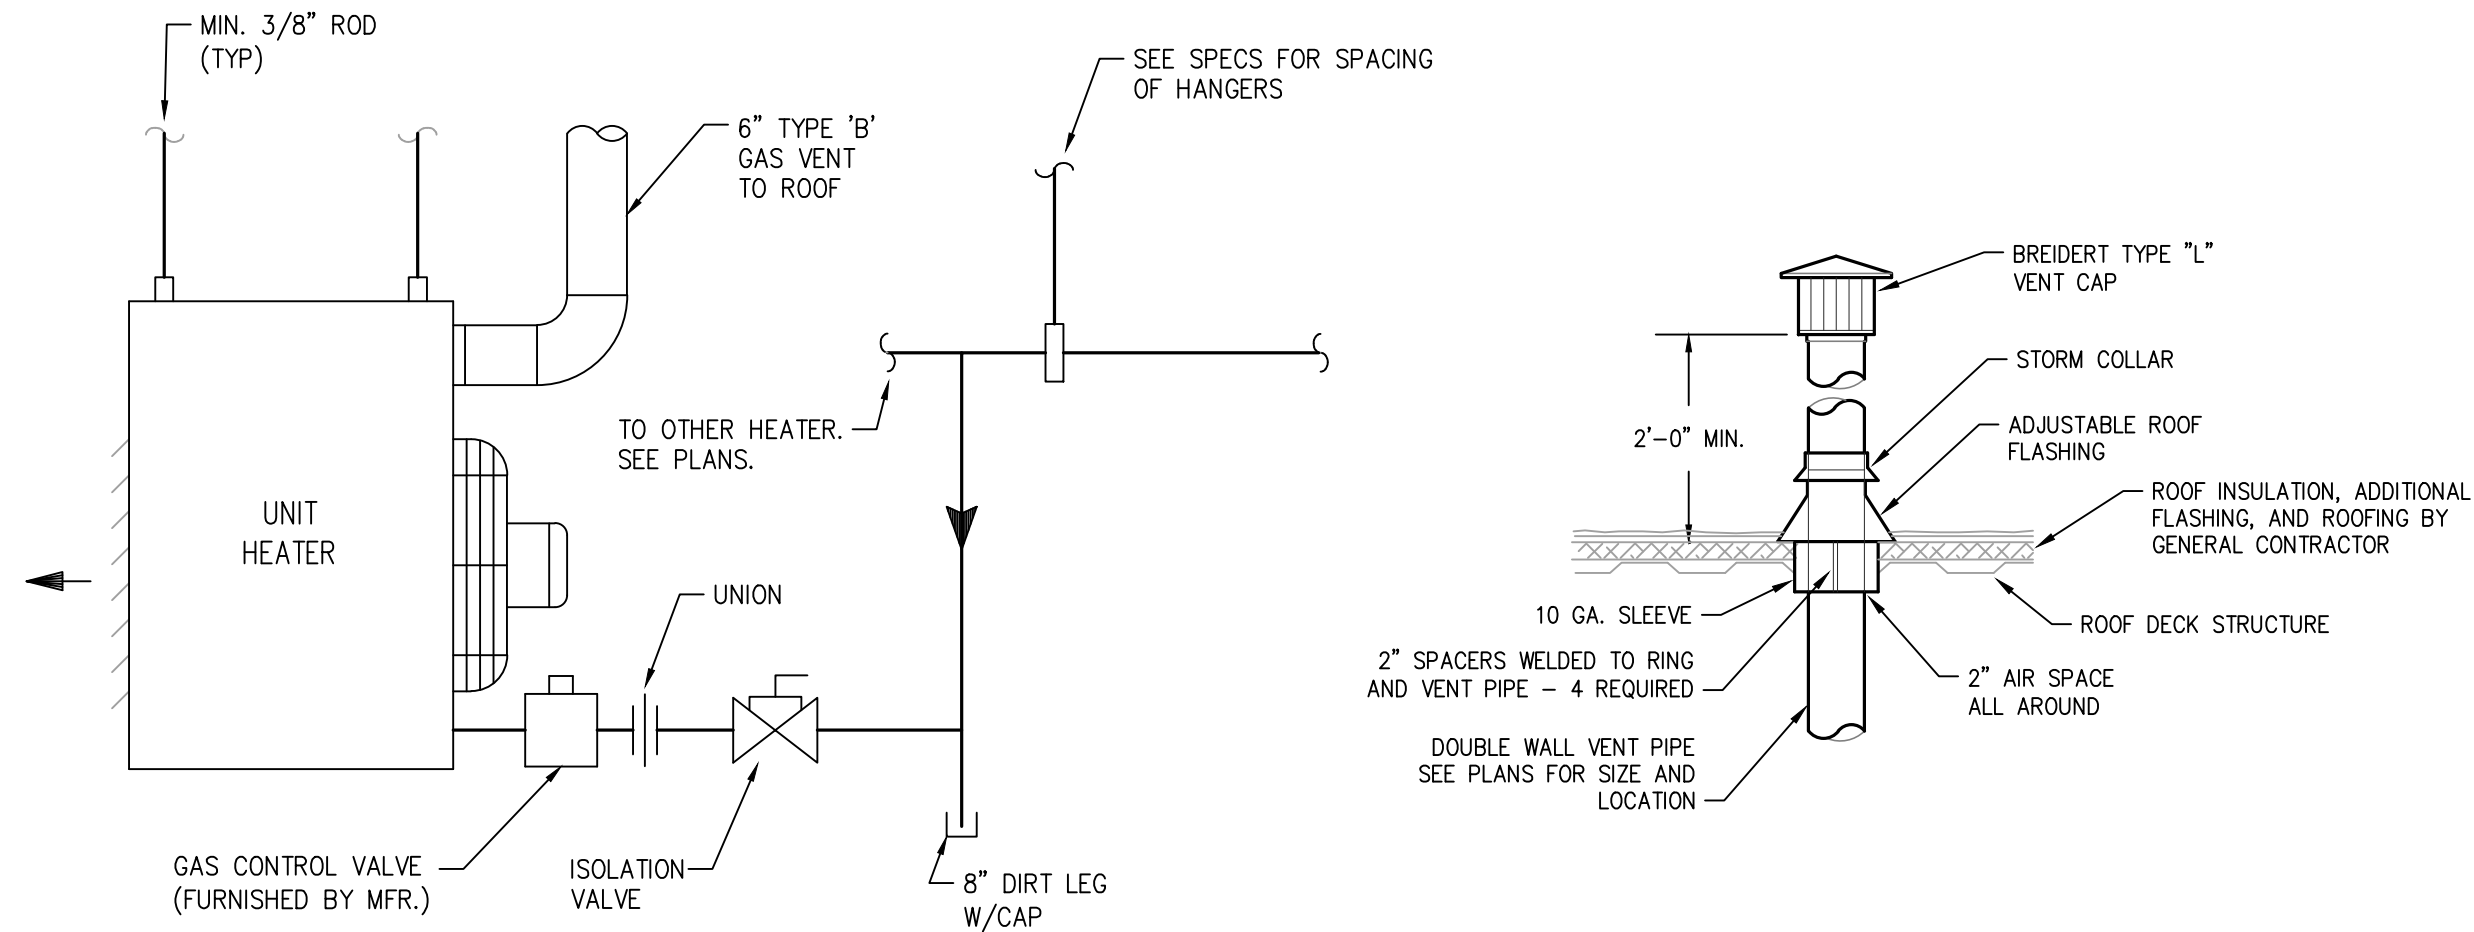 MIN. 3/8" ROD
(TYP)
6" TYPE 'B'
GAS VENT
TO ROOF
SEE SPECS FOR SPACING
OF HANGERS
TO OTHER HEATER.
SEE PLANS.
UNIT
HEATER
UNION
GAS CONTROL VALVE
(FURNISHED BY MFR.)
ISOLATION
VALVE
8" DIRT LEG
W/CAP
BREIDERT TYPE "L"
VENT CAP
STORM COLLAR
2'-0" MIN.
ADJUSTABLE ROOF
FLASHING
ROOF INSULATION, ADDITIONAL
FLASHING, AND ROOFING BY
GENERAL CONTRACTOR
10 GA. SLEEVE
ROOF DECK STRUCTURE
2" SPACERS WELDED TO RING
AND VENT PIPE - 4 REQUIRED
2" AIR SPACE
ALL AROUND
DOUBLE WALL VENT PIPE
SEE PLANS FOR SIZE AND
LOCATION